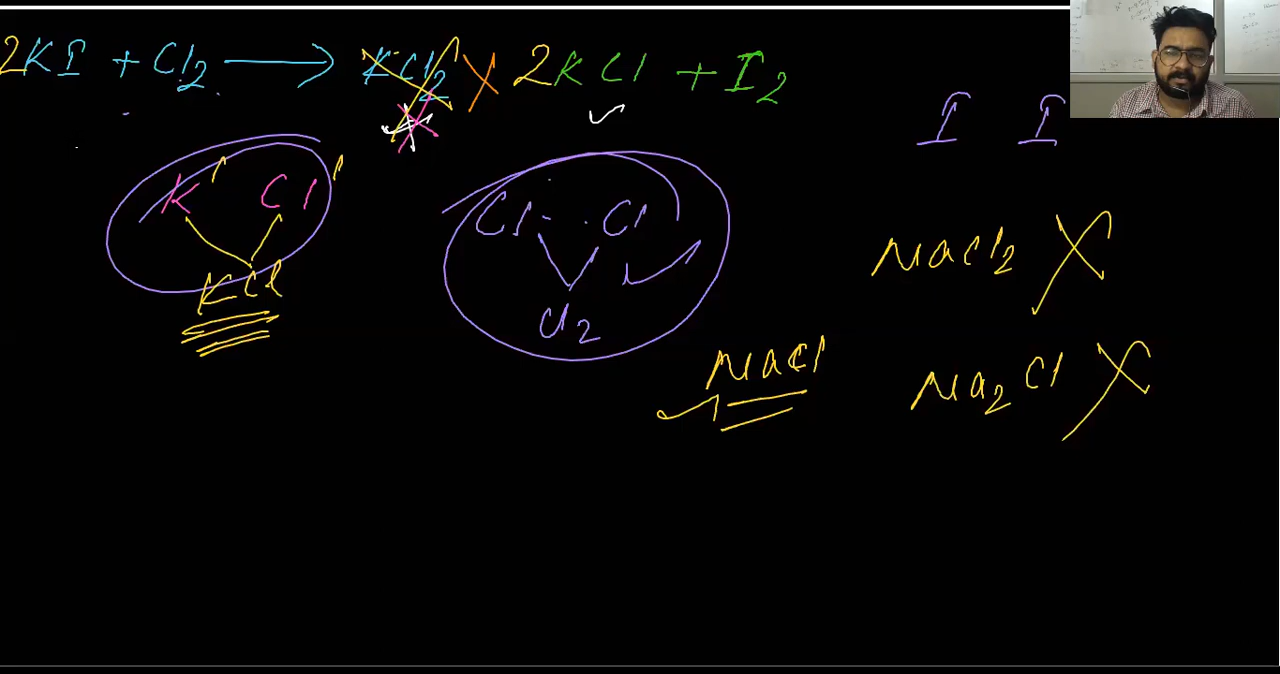 2KI + Cl2 → KCl2 X 2KCl + I2
I I
K' Cl'
KCl
Cl - Cl
Cl2
NaCl2 X
NaCl
Na2Cl X